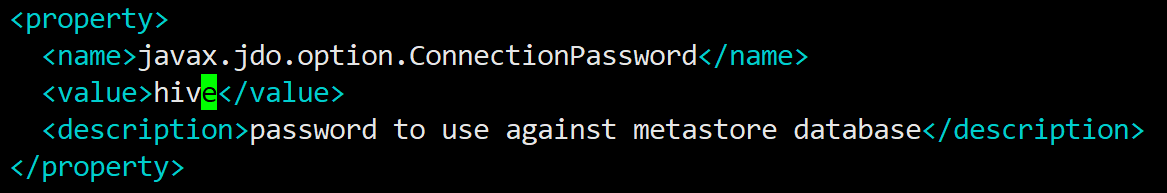 <property>
  <name>javax.jdo.option.ConnectionPassword</name>
  <value>hive</value>
  <description>password to use against metastore database</description>
</property>